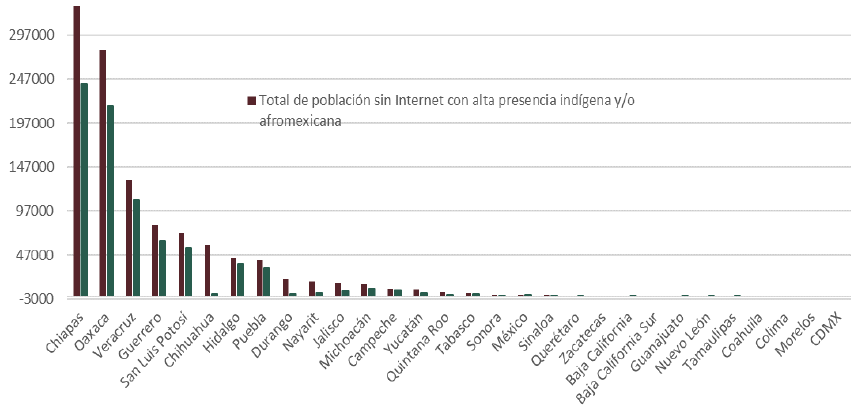 297000
247000
197000
147000
97000
47000
-3000
Total de población sin Internet con alta presencia indígena y/o
afromexicana
Chiapas
Oaxaca
Veracruz
Guerrero
San Luis Potosí
Chihuahua
Hidalgo
Puebla
Durango
Nayarit
Jalisco
Michoacán
Campeche
Yucatán
Quintana Roo
Tabasco
Sonora
México
Sinaloa
Querétaro
Zacatecas
Baja California
Baja California Sur
Guanajuato
Nuevo León
Tamaulipas
Coahuila
Colima
Morelos
CDMX